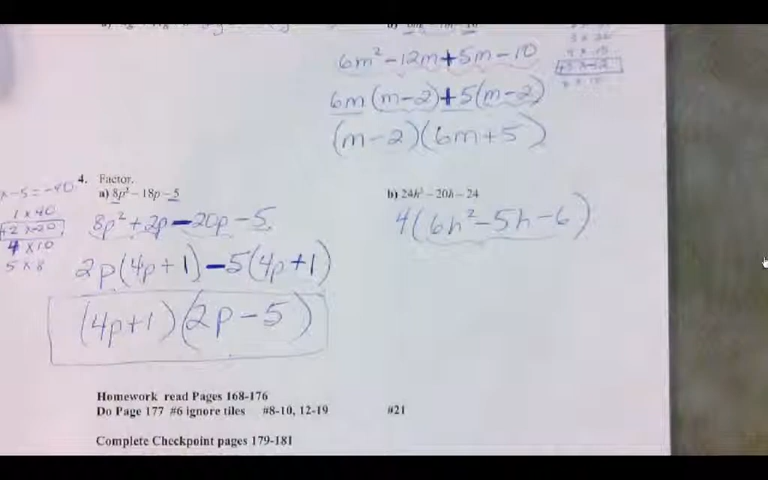 6m² - 12m + 5m - 10
6m(m-2) + 5(m-2)
(m-2)(6m+5)
4. Factor.
a) 8p² - 18p - 5
b) 24h² - 20h - 24
x -5 = -40
1 x 40
+2 x -20
4 x 10
5 x 8
8p² + 2p - 20p - 5
2p(4p+1) - 5(4p+1)
(4p+1)(2p-5)
4(6h² - 5h - 6)
Homework read Pages 168-176
Do Page 177 #6 ignore tiles #8-10, 12-19 #21
Complete Checkpoint pages 179-181